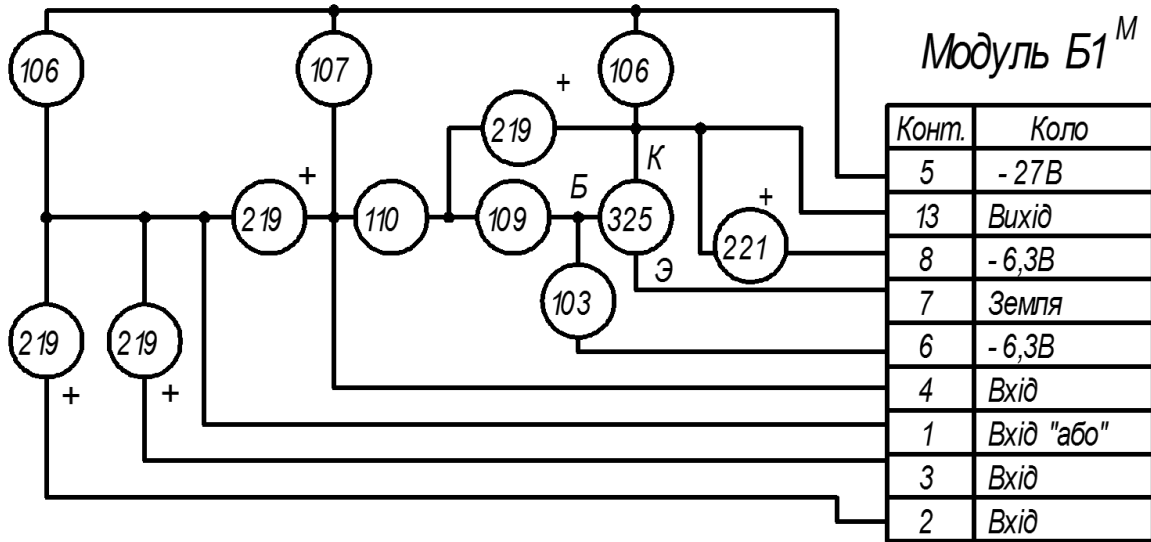 Модуль Б1 М
106
107
106
219 +
К
Б
219 +
110
109
325
Э
221 +
103
219 +
219 +
Конт. Коло
5 - 27В
13 Вихід
8 - 6,3В
7 Земля
6 - 6,3В
4 Вхід
1 Вхід "або"
3 Вхід
2 Вхід